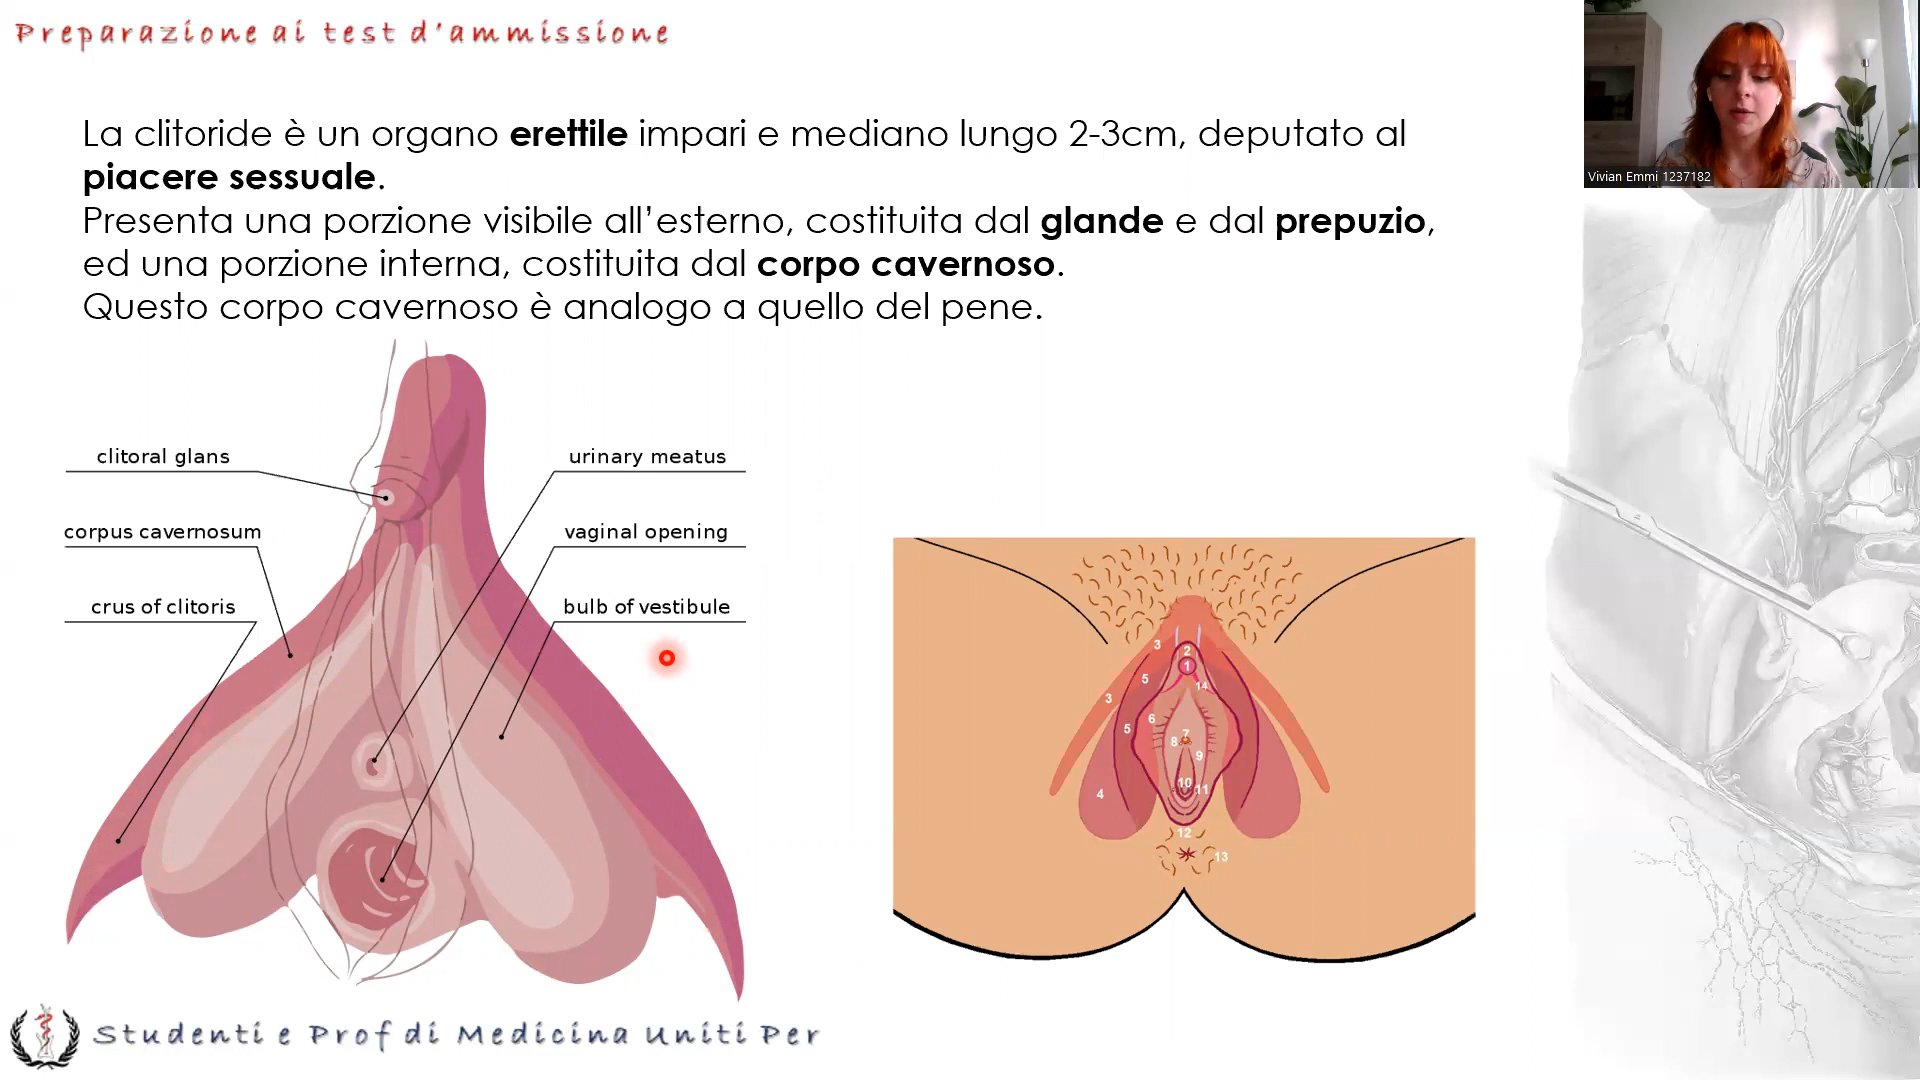 Preparazione ai test d'ammissione
Vivian Emmi 1237182
La clitoride è un organo erettile impari e mediano lungo 2-3cm, deputato al
piacere sessuale.
Presenta una porzione visibile all’esterno, costituita dal glande e dal prepuzio,
ed una porzione interna, costituita dal corpo cavernoso.
Questo corpo cavernoso è analogo a quello del pene.
clitoral glans
corpus cavernosum
crus of clitoris
urinary meatus
vaginal opening
bulb of vestibule
3
2
1
5
14
3
6
5
7
8
9
10
11
4
12
13
Studenti e Prof di Medicina Uniti Per